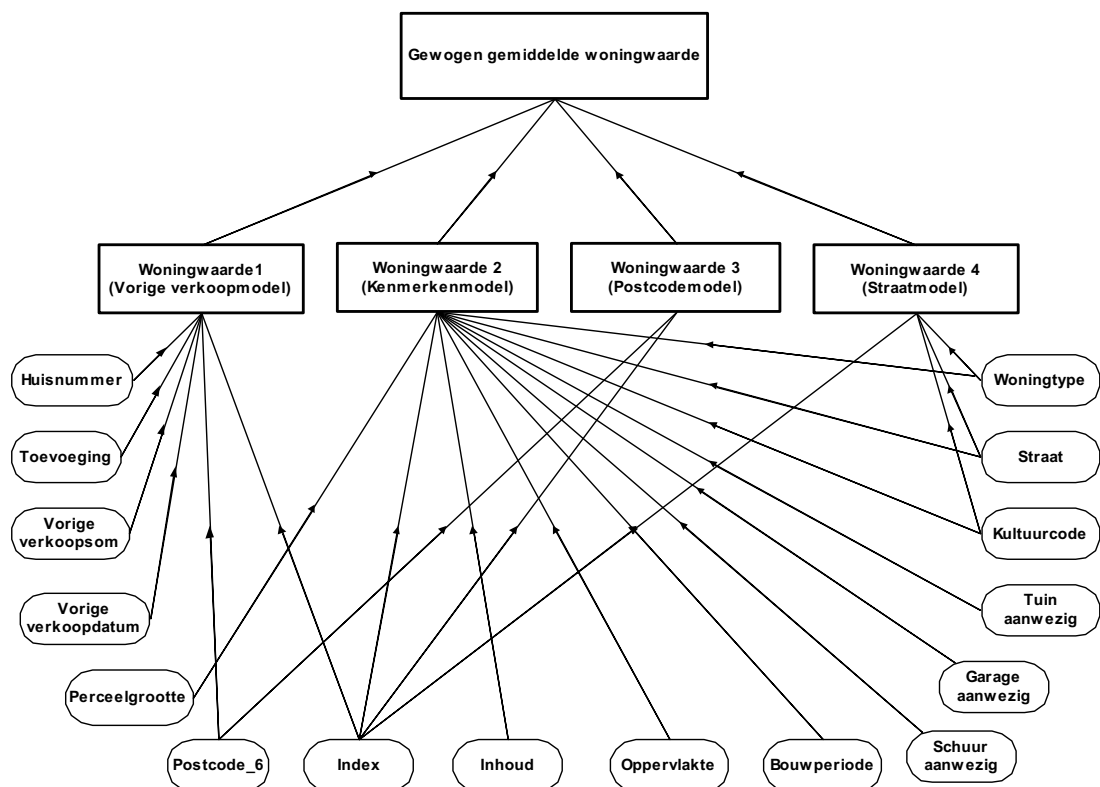 Gewogen gemiddelde woningwaarde
Woningwaarde1
(Vorige verkoopmodel)
Woningwaarde 2
(Kenmerkenmodel)
Woningwaarde 3
(Postcodemodel)
Woningwaarde 4
(Straatmodel)
Huisnummer
Woningtype
Toevoeging
Straat
Vorige
verkoopsom
Kultuurcode
Vorige
verkoopdatum
Tuin
aanwezig
Perceelgrootte
Garage
aanwezig
Postcode_6
Index
Inhoud
Oppervlakte
Bouwperiode
Schuur
aanwezig